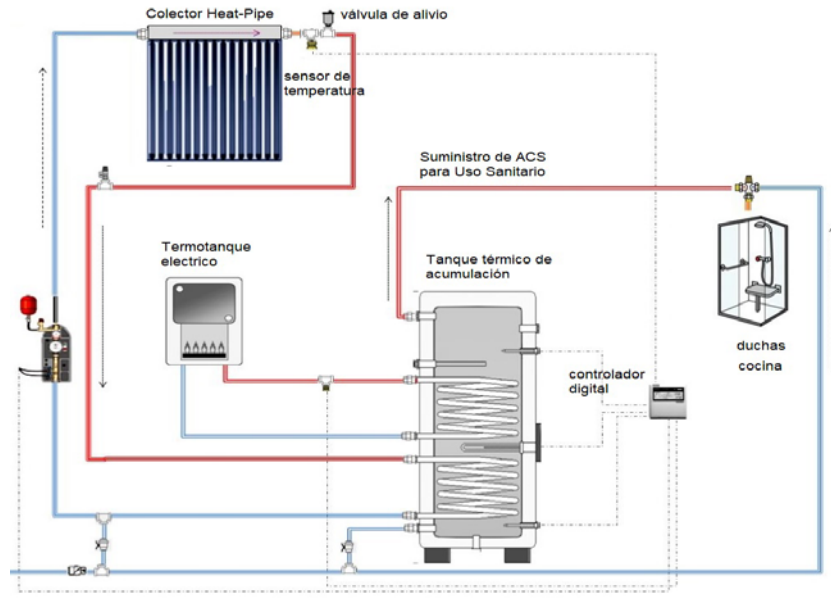 Colector Heat-Pipe
válvula de alivio
sensor de
temperatura
Suministro de ACS
para Uso Sanitario
Termotanque
electrico
Tanque térmico de
acumulación
controlador
digital
duchas
cocina